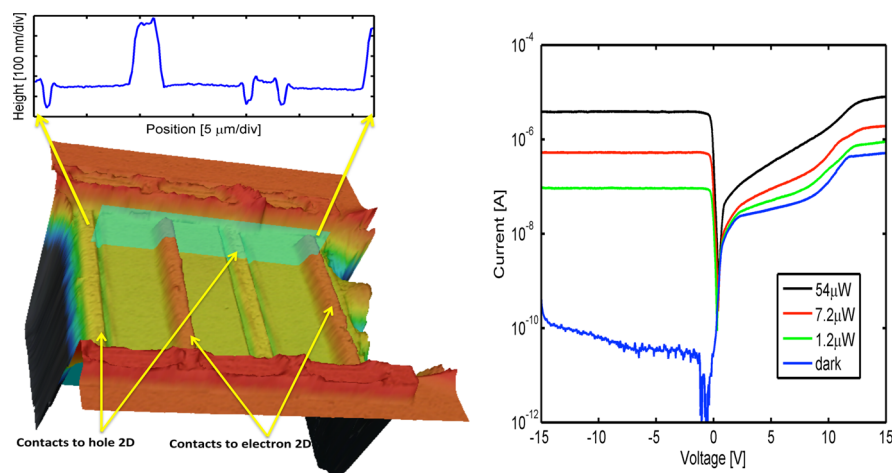 Height [100 nm/div]
Position [5 μm/div]
Contacts to hole 2D
Contacts to electron 2D
Current [A]
10⁻⁴
10⁻⁶
10⁻⁸
10⁻¹⁰
10⁻¹²
-15
-10
-5
0
5
10
15
Voltage [V]
54μW
7.2μW
1.2μW
dark